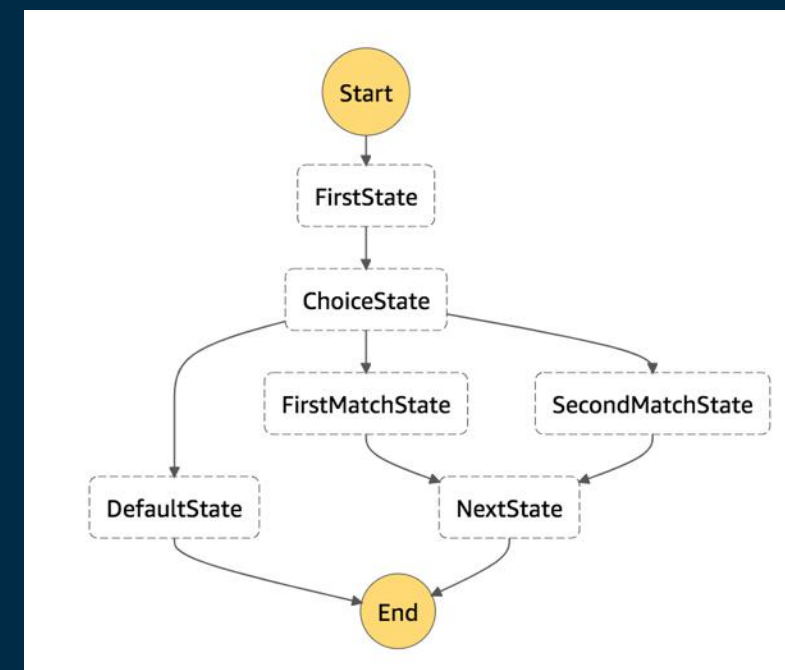 Start
FirstState
ChoiceState
FirstMatchState
SecondMatchState
DefaultState
NextState
End